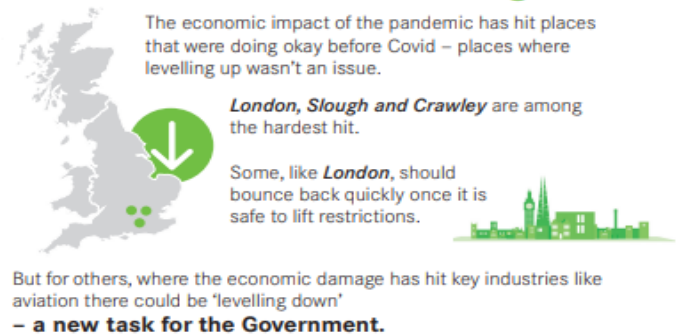 The economic impact of the pandemic has hit places
that were doing okay before Covid – places where
levelling up wasn't an issue.
London, Slough and Crawley are among
the hardest hit.
Some, like London, should
bounce back quickly once it is
safe to lift restrictions.
But for others, where the economic damage has hit key industries like
aviation there could be ‘levelling down’
– a new task for the Government.